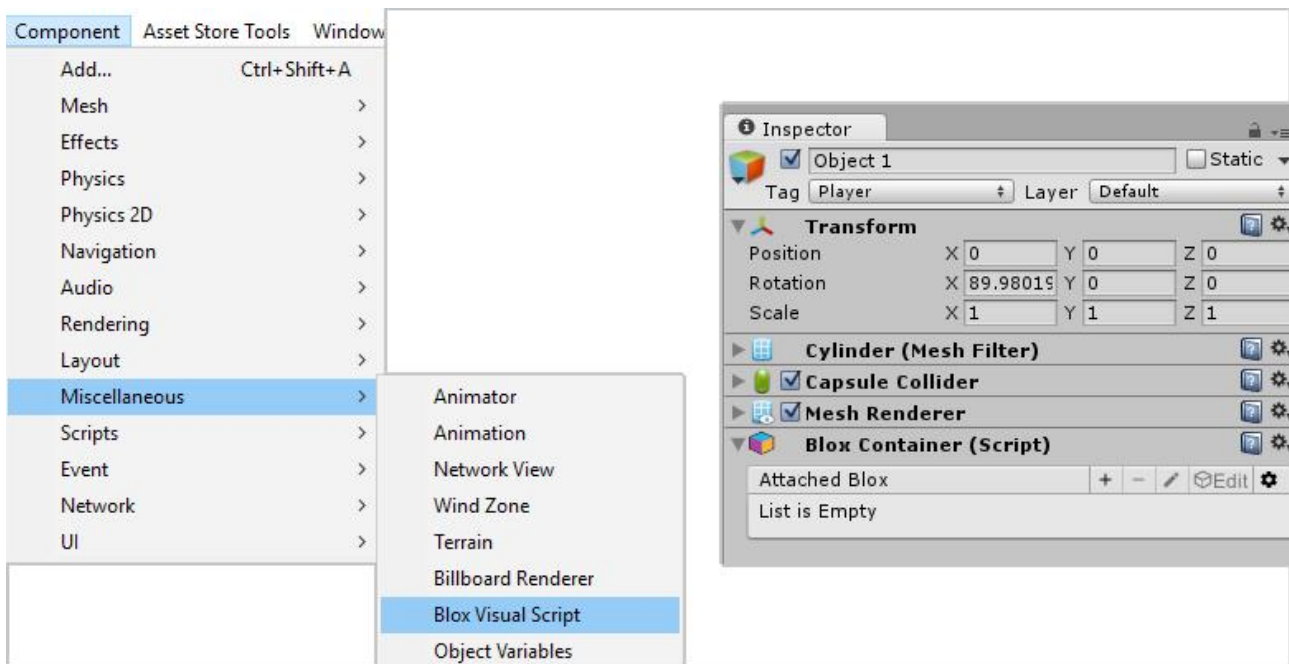 Component Asset Store Tools Window
Add... Ctrl+Shift+A
Mesh
Effects
Physics
Physics 2D
Navigation
Audio
Rendering
Layout
Miscellaneous
Scripts
Event
Network
UI
Animator
Animation
Network View
Wind Zone
Terrain
Billboard Renderer
Blox Visual Script
Object Variables
Inspector
Object 1 Static
Tag Player Layer Default
Transform
Position X 0 Y 0 Z 0
Rotation X 89.98019 Y 0 Z 0
Scale X 1 Y 1 Z 1
Cylinder (Mesh Filter)
Capsule Collider
Mesh Renderer
Blox Container (Script)
Attached Blox + − Edit
List is Empty